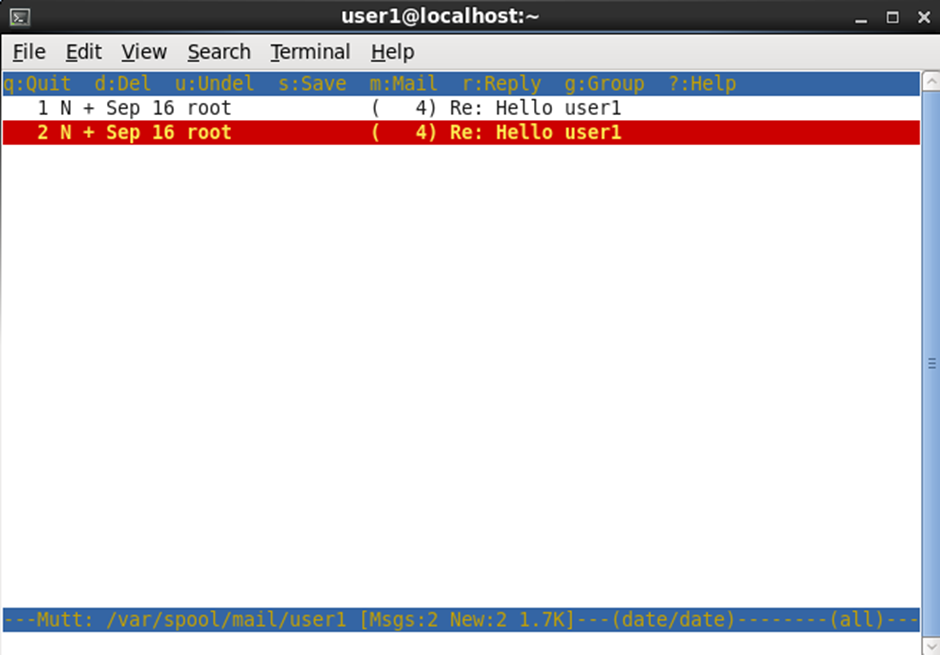 user1@localhost:~
File Edit View Search Terminal Help
q:Quit  d:Del  u:Undel  s:Save  m:Mail  r:Reply  g:Group  ?:Help
   1 N + Sep 16 root            (   4) Re: Hello user1
   2 N + Sep 16 root            (   4) Re: Hello user1
---Mutt: /var/spool/mail/user1 [Msgs:2 New:2 1.7K]---(date/date)--------(all)---